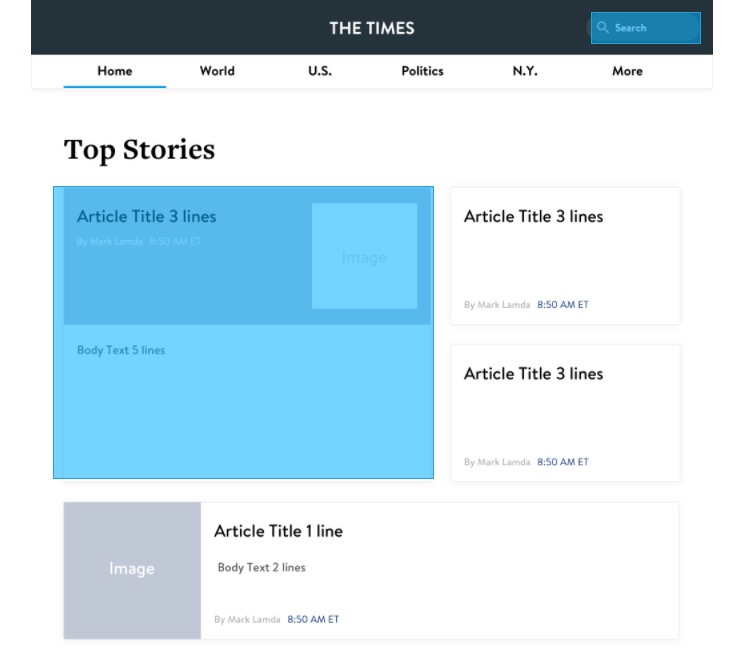 THE TIMES
Search
Home World U.S. Politics N.Y. More
Top Stories
Article Title 3 lines
By Mark Lamda 8:50 AM ET
Image
Body Text 5 lines
Article Title 3 lines
By Mark Lamda 8:50 AM ET
Article Title 3 lines
By Mark Lamda 8:50 AM ET
Image
Article Title 1 line
Body Text 2 lines
By Mark Lamda 8:50 AM ET